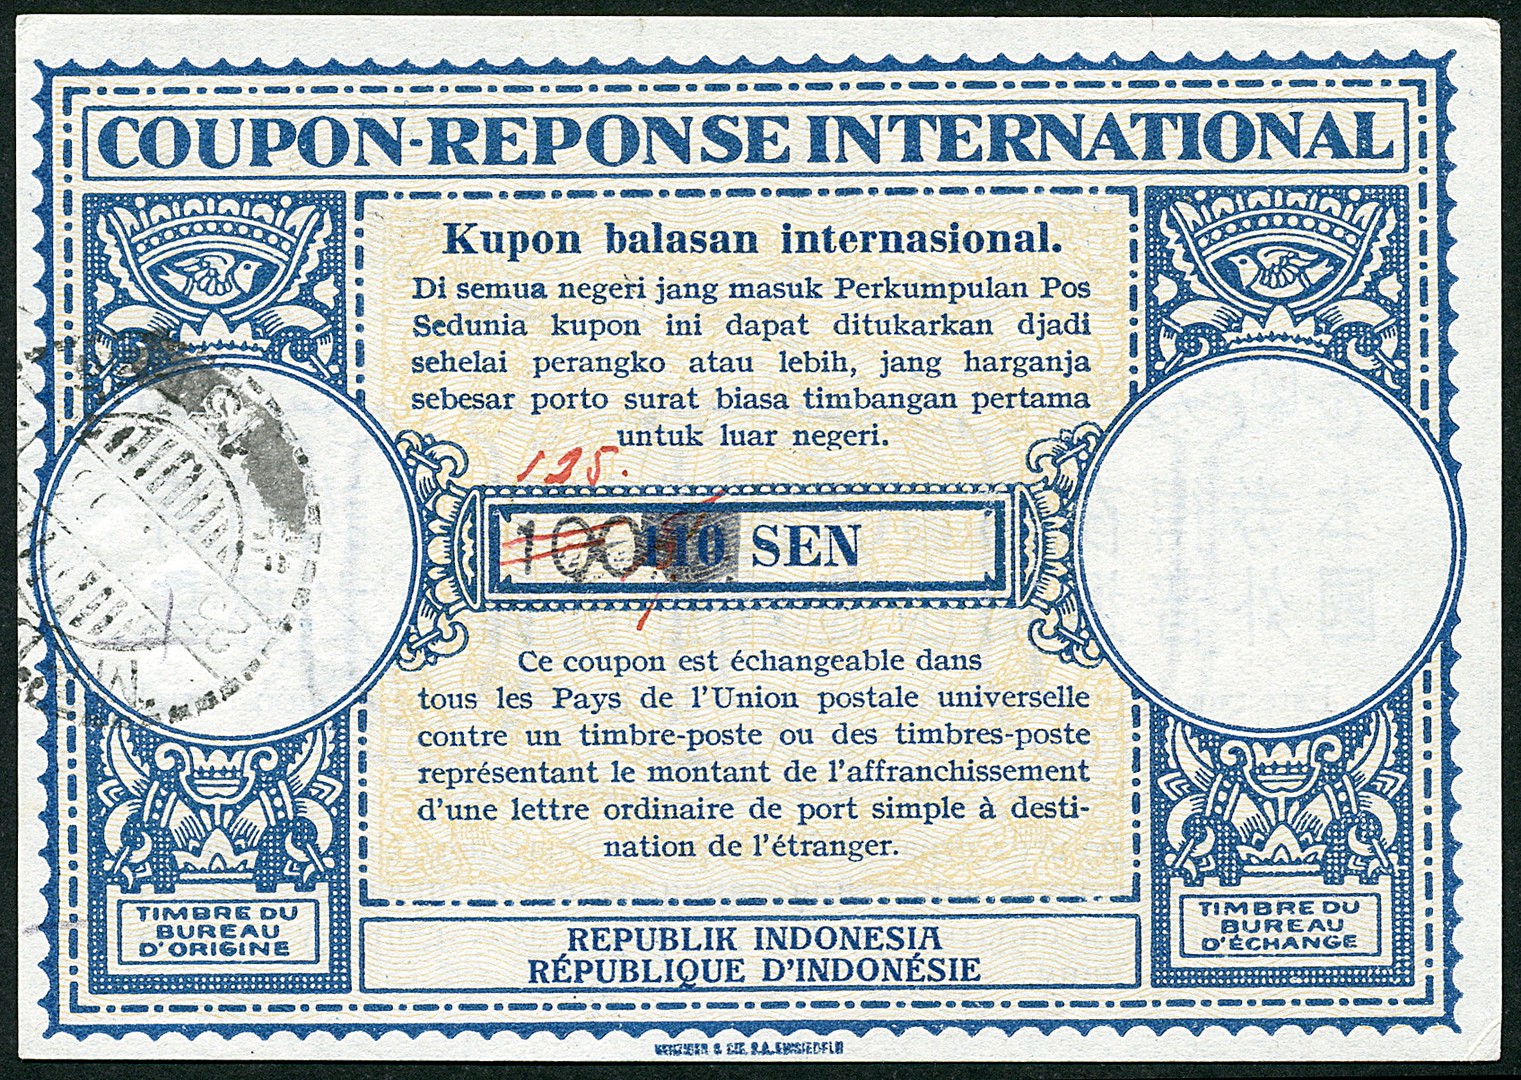 COUPON-REPONSE INTERNATIONAL
Kupon balasan internasional.
Di semua negeri jang masuk Perkumpulan Pos
Sedunia kupon ini dapat ditukarkan djadi
sehelai perangko atau lebih, jang harganja
sebesar porto surat biasa timbangan pertama
untuk luar negeri.
125.
100 110 SEN
Ce coupon est échangeable dans
tous les Pays de l'Union postale universelle
contre un timbre-poste ou des timbres-poste
représentant le montant de l'affranchissement
d'une lettre ordinaire de port simple à desti-
nation de l'étranger.
TIMBRE DU
BUREAU
D'ORIGINE
TIMBRE DU
BUREAU
D'ÉCHANGE
REPUBLIK INDONESIA
RÉPUBLIQUE D'INDONÉSIE